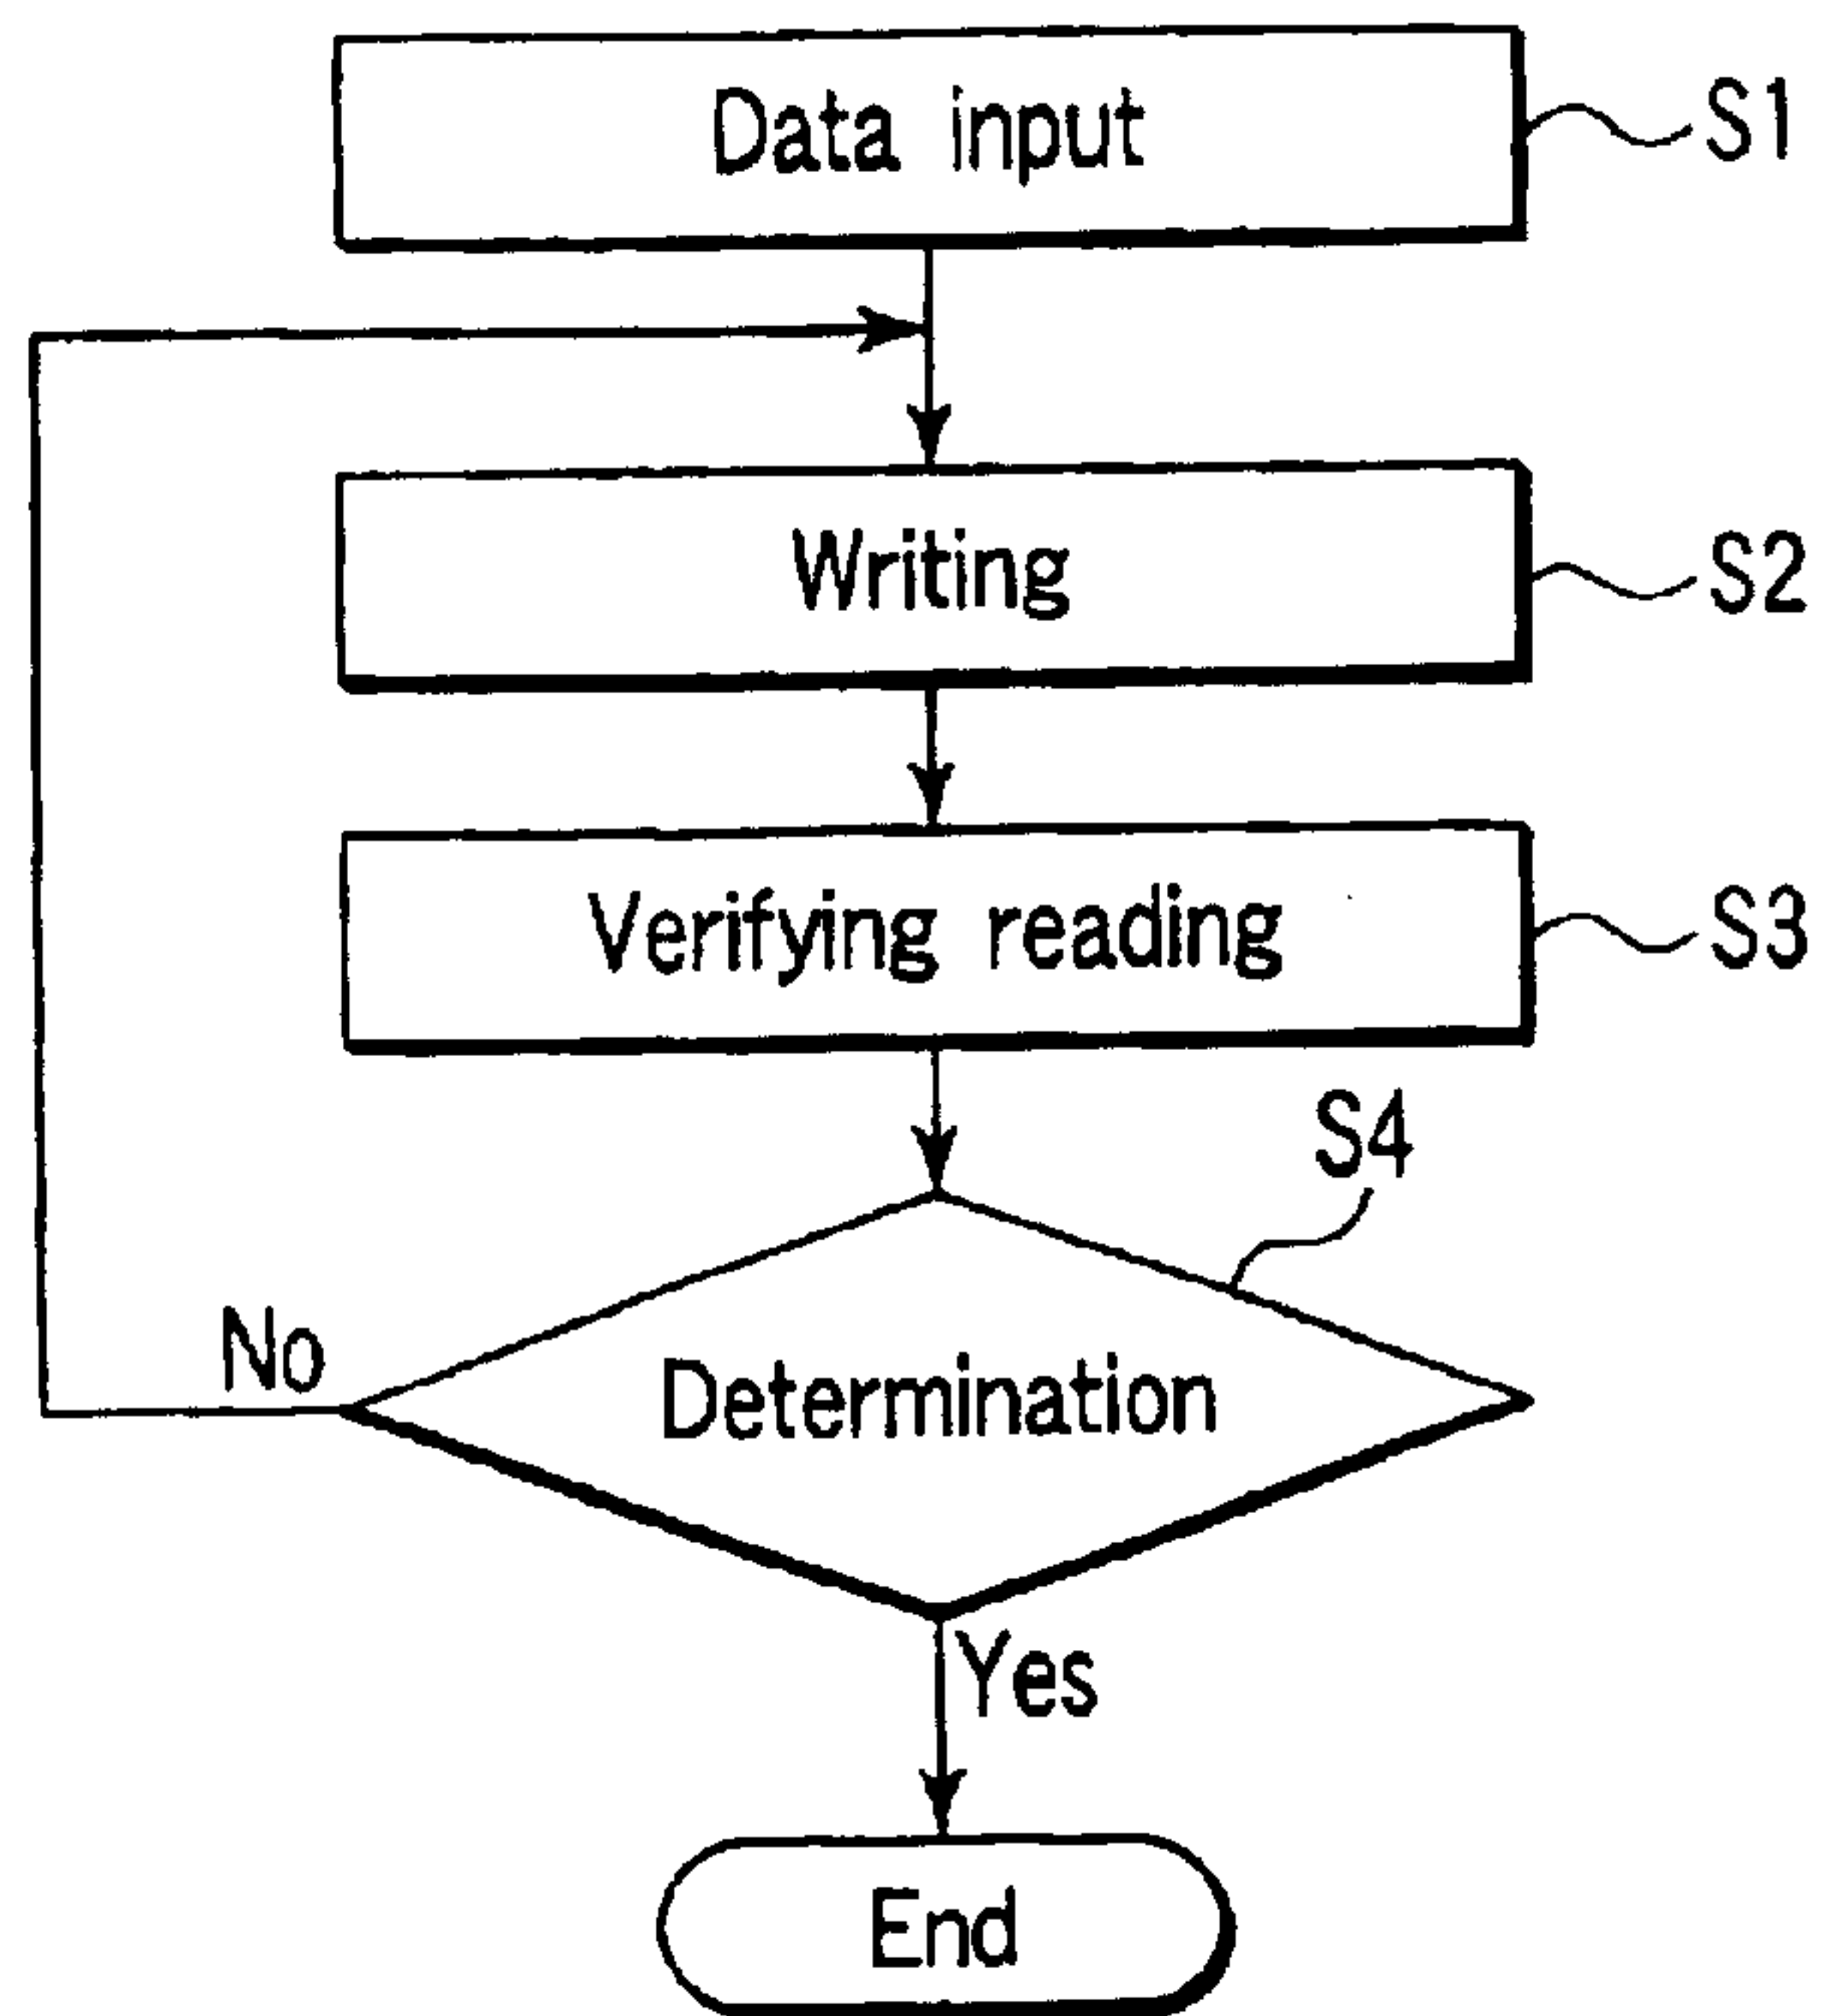 Data input
S1
Writing
S2
Verifying reading
S3
S4
No
Determination
Yes
End